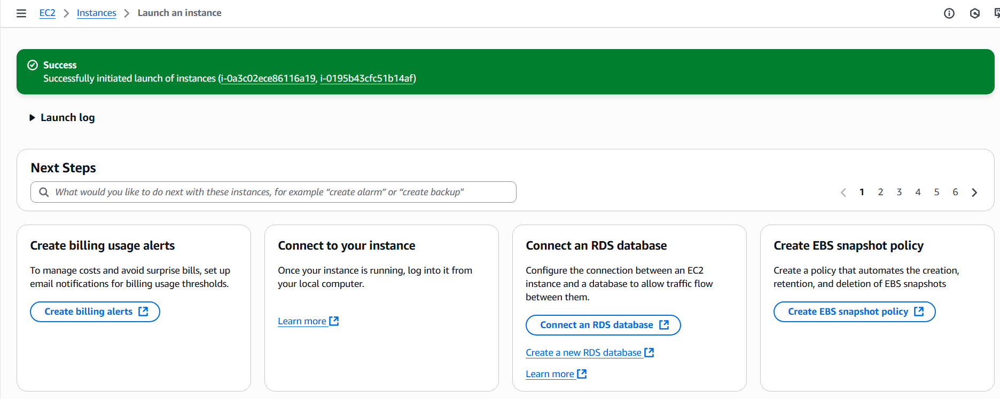 EC2 Instances Launch an instance
Success
Successfully initiated launch of instances (i-0a3c02ece86116a19, i-0195b43cfc51b14af)
Launch log
Next Steps
What would you like to do next with these instances, for example “create alarm” or “create backup"
1 2 3 4 5 6
Create billing usage alerts
To manage costs and avoid surprise bills, set up
email notifications for billing usage thresholds.
Create billing alerts
Connect to your instance
Once your instance is running, log into it from
your local computer.
Learn more
Connect an RDS database
Configure the connection between an EC2
instance and a database to allow traffic flow
between them.
Connect an RDS database
Create a new RDS database
Learn more
Create EBS snapshot policy
Create a policy that automates the creation,
retention, and deletion of EBS snapshots
Create EBS snapshot policy